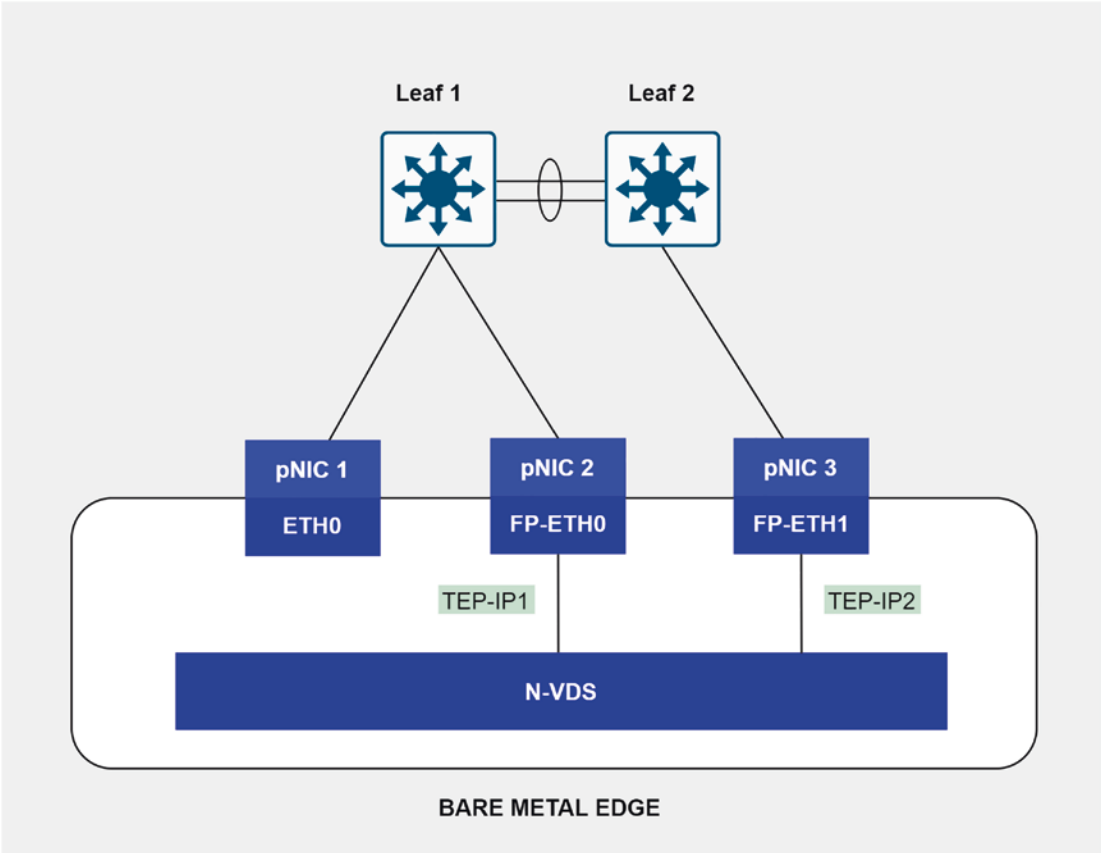 Leaf 1
Leaf 2
pNIC 1
ETH0
pNIC 2
FP-ETH0
pNIC 3
FP-ETH1
TEP-IP1
TEP-IP2
N-VDS
BARE METAL EDGE